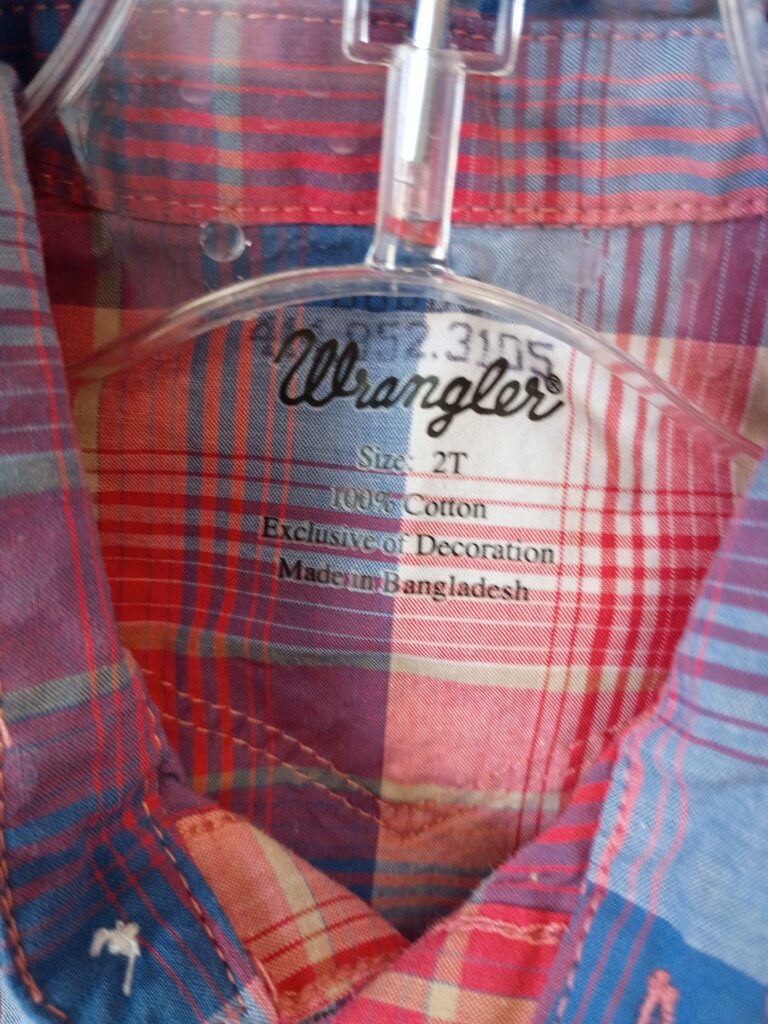 Wrangler®
Size: 2T
100% Cotton
Exclusive of Decoration
Made in Bangladesh